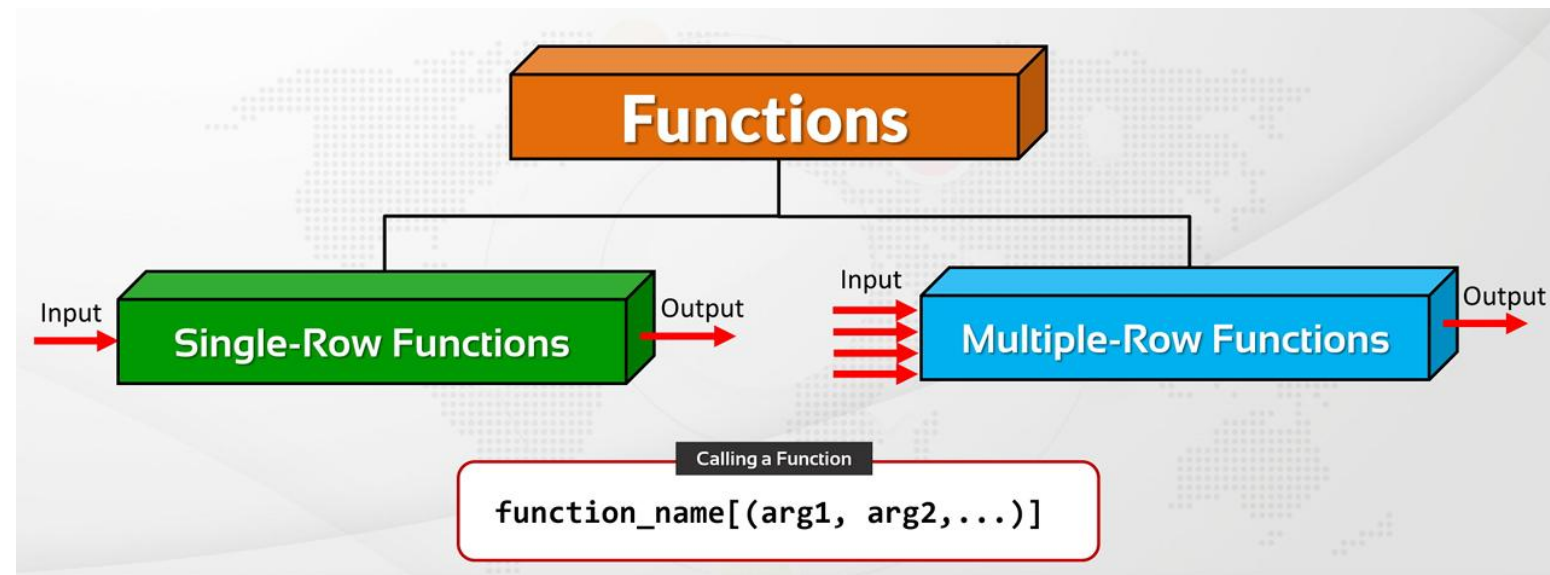 Functions
Input
Single-Row Functions
Output
Input
Multiple-Row Functions
Output
Calling a Function
function_name[(arg1, arg2,...)]